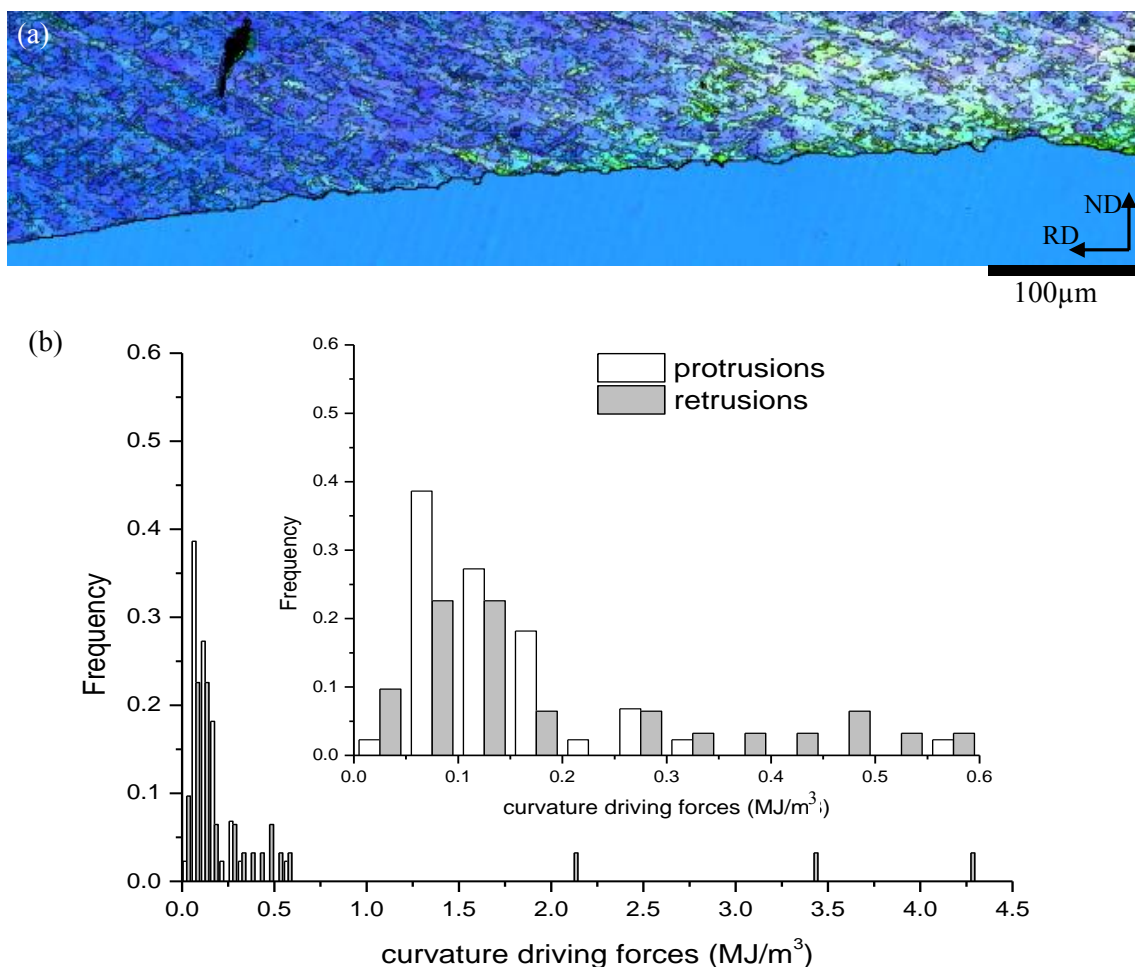 (a)
ND
RD
100µm
(b)
0.6
0.5
0.4
0.3
0.2
0.1
0.0
Frequency
0.0 0.5 1.0 1.5 2.0 2.5 3.0 3.5 4.0 4.5
curvature driving forces (MJ/m³)
0.6
0.5
0.4
0.3
0.2
0.1
0.0
Frequency
protrusions
retrusions
0.0 0.1 0.2 0.3 0.4 0.5 0.6
curvature driving forces (MJ/m³)